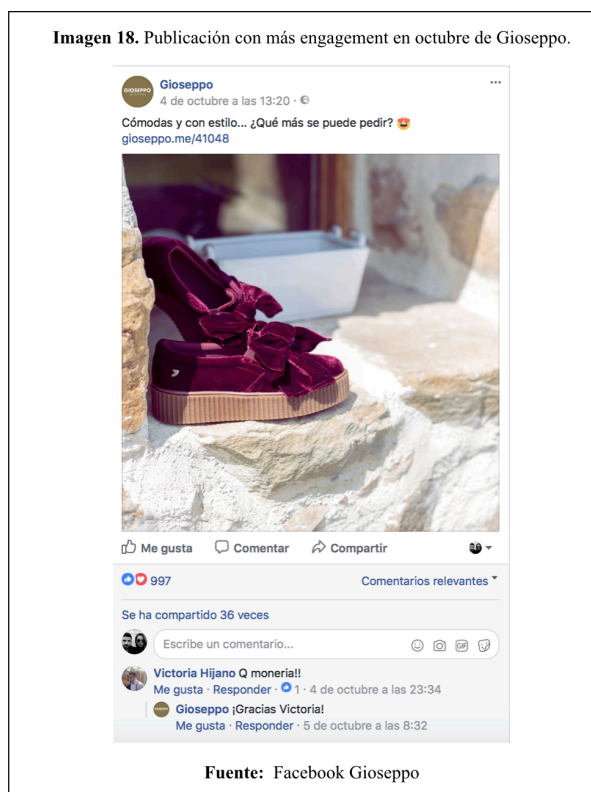 Imagen 18. Publicación con más engagement en octubre de Gioseppo.
GIOSEPPO
Gioseppo
4 de octubre a las 13:20 ·
Cómodas y con estilo... ¿Qué más se puede pedir? 😍
gioseppo.me/41048
Me gusta Comentar Compartir
997 Comentarios relevantes
Se ha compartido 36 veces
Escribe un comentario... GIF
Victoria Hijano Q moneria!!
Me gusta · Responder · 1 · 4 de octubre a las 23:34
Gioseppo ¡Gracias Victoria!
Me gusta · Responder · 5 de octubre a las 8:32
Fuente: Facebook Gioseppo